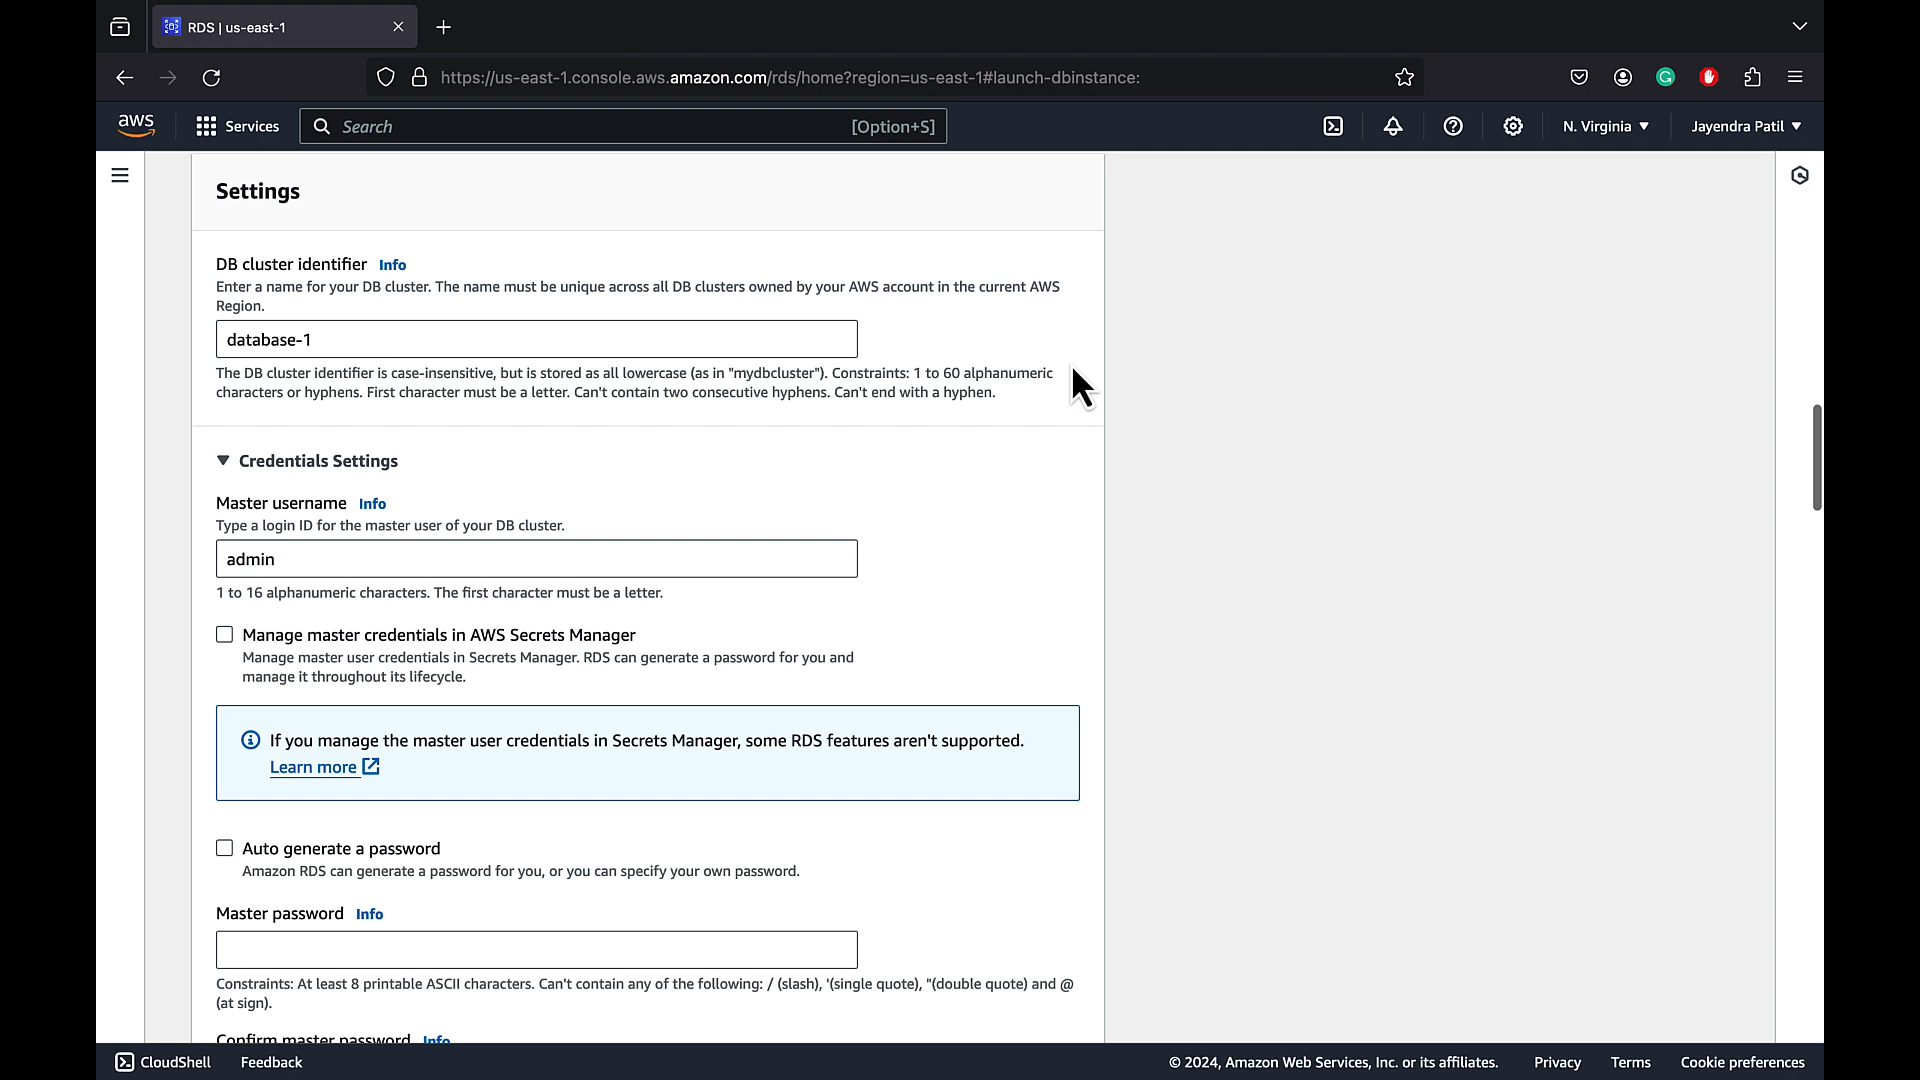 RDS | us-east-1
https://us-east-1.console.aws.amazon.com/rds/home?region=us-east-1#launch-dbinstance:
aws
Services
Search
[Option+S]
N. Virginia
Jayendra Patil
Settings
DB cluster identifier Info
Enter a name for your DB cluster. The name must be unique across all DB clusters owned by your AWS account in the current AWS
Region.
database-1
The DB cluster identifier is case-insensitive, but is stored as all lowercase (as in "mydbcluster"). Constraints: 1 to 60 alphanumeric
characters or hyphens. First character must be a letter. Can't contain two consecutive hyphens. Can't end with a hyphen.
Credentials Settings
Master username Info
Type a login ID for the master user of your DB cluster.
admin
1 to 16 alphanumeric characters. The first character must be a letter.
Manage master credentials in AWS Secrets Manager
Manage master user credentials in Secrets Manager. RDS can generate a password for you and
manage it throughout its lifecycle.
If you manage the master user credentials in Secrets Manager, some RDS features aren't supported.
Learn more
Auto generate a password
Amazon RDS can generate a password for you, or you can specify your own password.
Master password Info
Constraints: At least 8 printable ASCII characters. Can't contain any of the following: / (slash), '(single quote), "(double quote) and @
(at sign).
Confirm master password Info
CloudShell
Feedback
© 2024, Amazon Web Services, Inc. or its affiliates.
Privacy
Terms
Cookie preferences